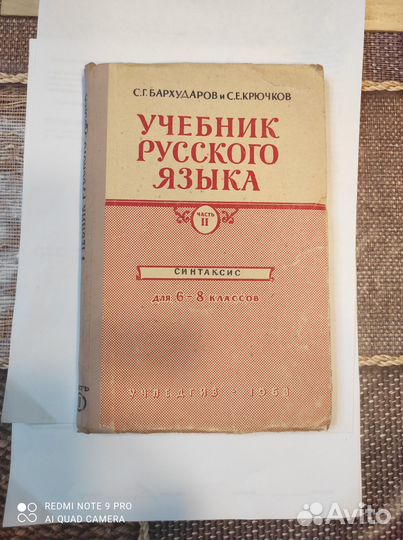 С.Г.БАРХУДАРОВ и С.Е.КРЮЧКОВ
УЧЕБНИК
РУССКОГО
ЯЗЫКА
ЧАСТЬ
II
СИНТАКСИС
для 6-8 КЛАССОВ
УЧПЕДГИЗ
REDMI NOTE 9 PRO
AI QUAD CAMERA
Avito